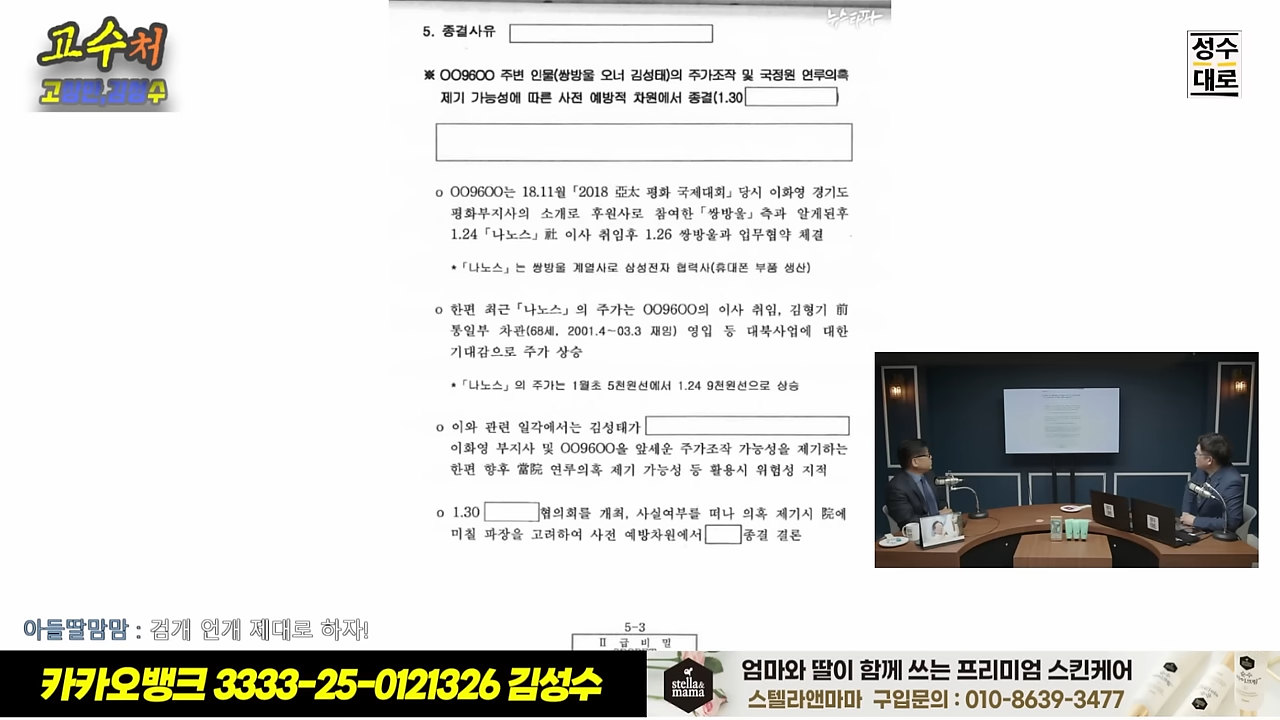 고수처
뉴스타파
성수
대로
5. 종결사유
※ OO96OO 주변 인물(쌍방울 오너 김성태)의 주가조작 및 국정원 연루의혹
제기 가능성에 따른 사전 예방적 차원에서 종결(1.30 )
o OO96OO는 18.11월「2018 亞太 평화 국제대회」당시 이화영 경기도
평화부지사의 소개로 후원사로 참여한「쌍방울」측과 알게된후
1.24「나노스」社 이사 취임후 1.26 쌍방울과 업무협약 체결
*「나노스」는 쌍방울 계열사로 삼성전자 협력사(휴대폰 부품 생산)
o 한편 최근「나노스」의 주가는 OO96OO의 이사 취임, 김형기 前
통일부 차관(68세, 2001.4~03.3 재임) 영입 등 대북사업에 대한
기대감으로 주가 상승
*「나노스」의 주가는 1월초 5천원선에서 1.24 9천원선으로 상승
o 이와 관련 일각에서는 김성태가
이화영 부지사 및 OO96OO을 앞세운 주가조작 가능성을 제기하는
한편 향후 當院 연루의혹 제기 가능성 등 활용시 위험성 지적
o 1.30 협의회를 개최, 사실여부를 떠나 의혹 제기시 院에
미칠 파장을 고려하여 사전 예방차원에서 종결 결론
5-3
Ⅱ 급 비 밀
아들딸맘맘 : 검개 언개 제대로 하자!
카카오뱅크 3333-25-0121326 김성수
stella&
mama
엄마와 딸이 함께 쓰는 프리미엄 스킨케어
스텔라앤마마 구입문의 : 010-8639-3477